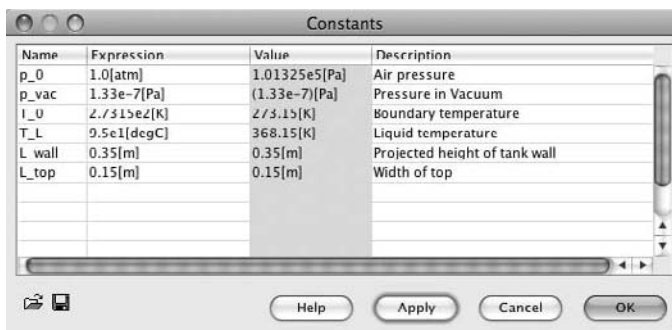 Constants
Name Expression Value Description
p_0 1.0[atm] 1.01325e5[Pa] Air pressure
p_vac 1.33e-7[Pa] (1.33e-7)[Pa] Pressure in Vacuum
T_0 2.7315e2[K] 273.15[K] Boundary temperature
T_L 9.5e1[degC] 368.15[K] Liquid temperature
L_wall 0.35[m] 0.35[m] Projected height of tank wall
L_top 0.15[m] 0.15[m] Width of top
Help Apply Cancel OK